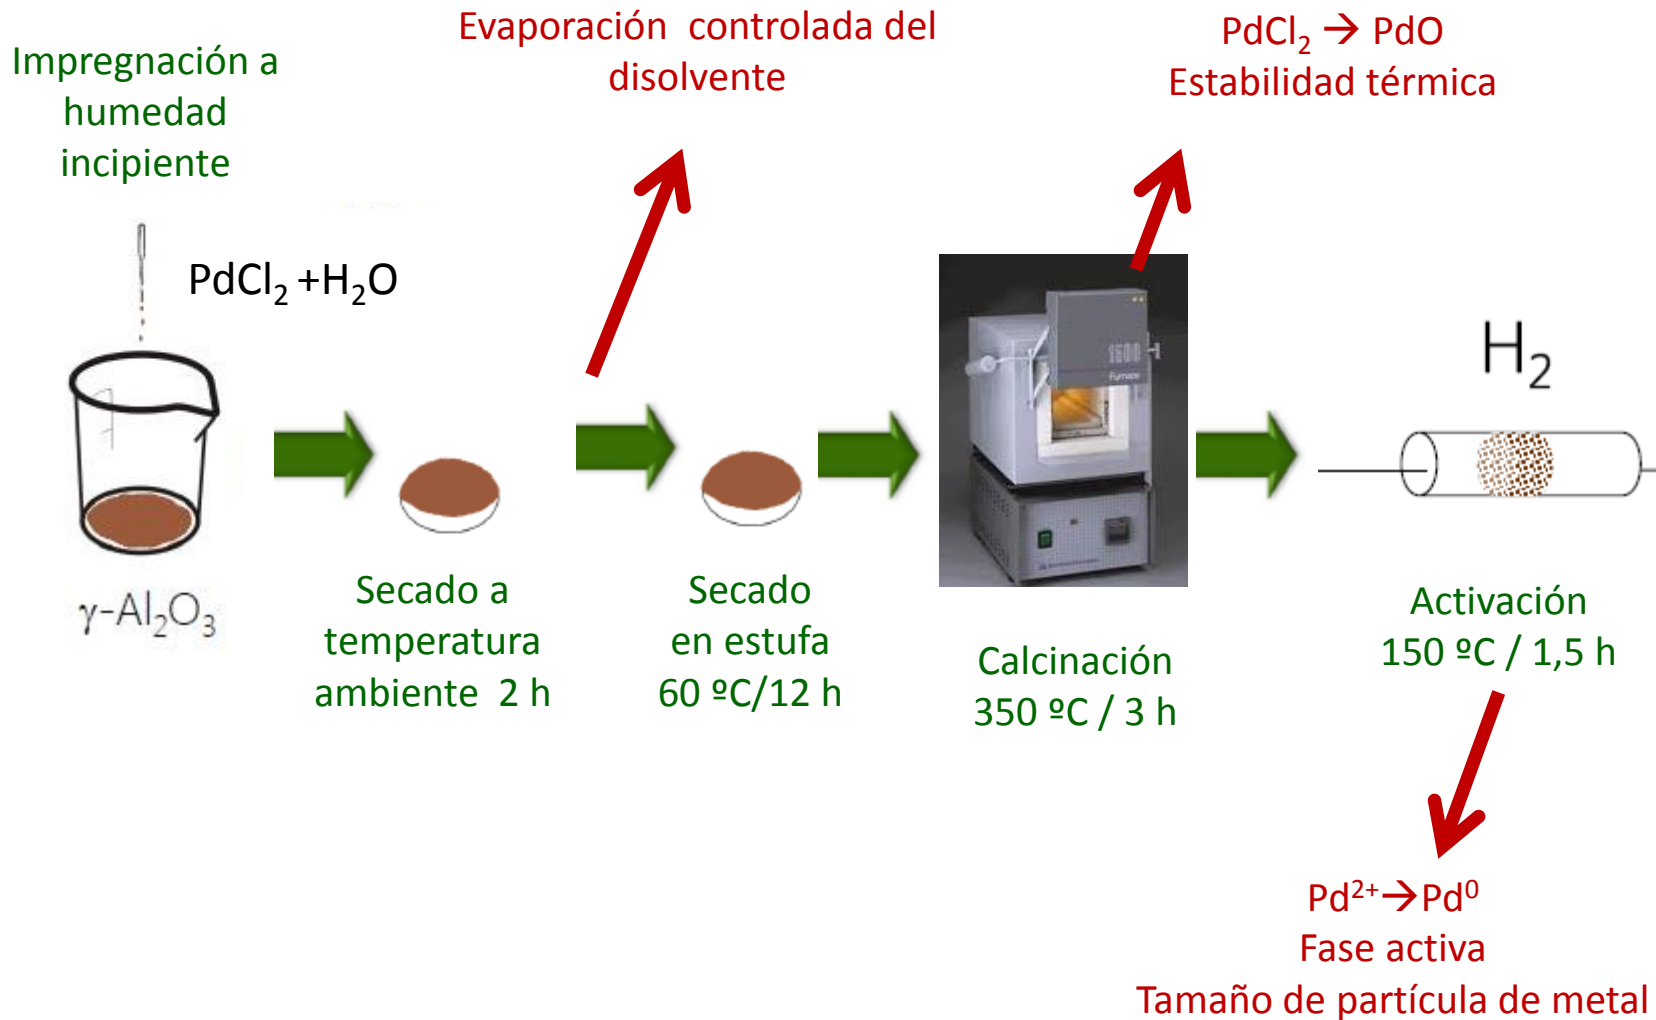 Evaporación controlada del
disolvente
PdCl₂ → PdO
Estabilidad térmica
Impregnación a
humedad
incipiente
PdCl₂ +H₂O
H₂
γ-Al₂O₃
Secado a
temperatura
ambiente 2 h
Secado
en estufa
60 ºC/12 h
Calcinación
350 ºC / 3 h
Activación
150 ºC / 1,5 h
Pd²⁺→Pd⁰
Fase activa
Tamaño de partícula de metal
Furnace